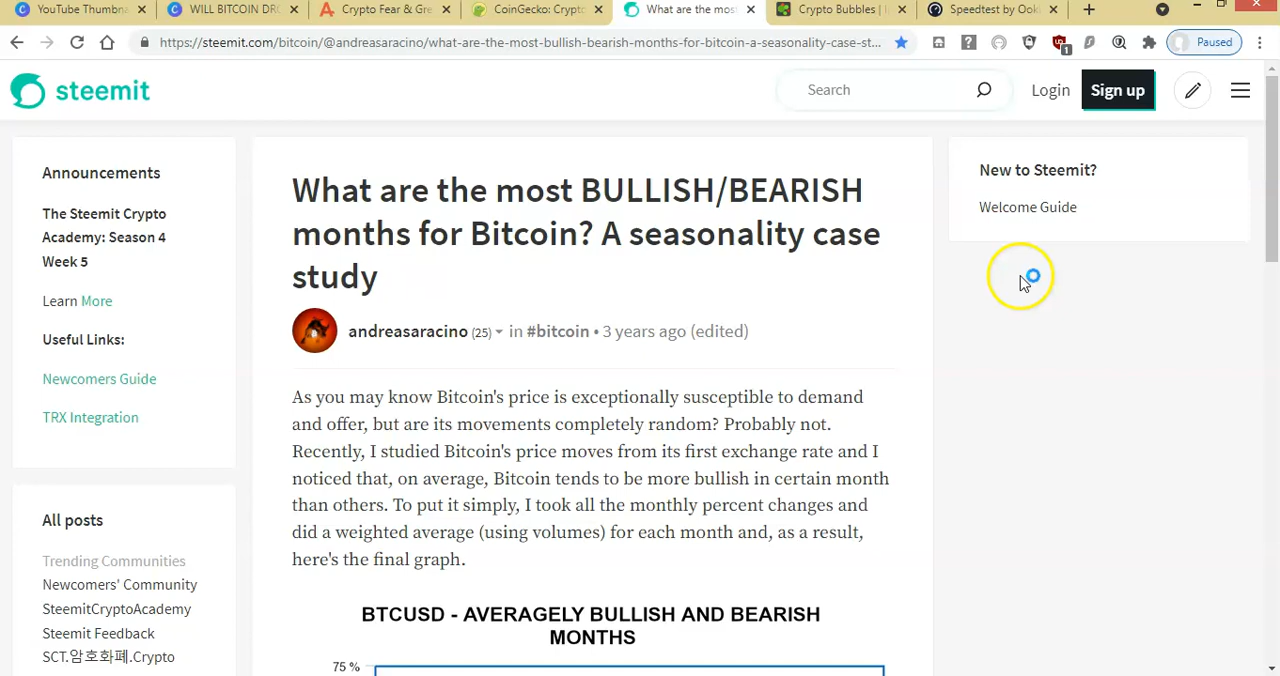 YouTube Thumbna
WILL BITCOIN DR
Crypto Fear & Gre
CoinGecko: Crypto
What are the most
Crypto Bubbles | I
Speedtest by Ook
https://steemit.com/bitcoin/@andreasaracino/what-are-the-most-bullish-bearish-months-for-bitcoin-a-seasonality-case-st...
1
Paused
steemit
Search
Login
Sign up
Announcements
The Steemit Crypto
Academy: Season 4
Week 5
Learn More
Useful Links:
Newcomers Guide
TRX Integration
All posts
Trending Communities
Newcomers' Community
SteemitCryptoAcademy
Steemit Feedback
SCT.암호화폐.Crypto
What are the most BULLISH/BEARISH
months for Bitcoin? A seasonality case
study
andreasaracino (25) in #bitcoin • 3 years ago (edited)
As you may know Bitcoin's price is exceptionally susceptible to demand
and offer, but are its movements completely random? Probably not.
Recently, I studied Bitcoin's price moves from its first exchange rate and I
noticed that, on average, Bitcoin tends to be more bullish in certain month
than others. To put it simply, I took all the monthly percent changes and
did a weighted average (using volumes) for each month and, as a result,
here's the final graph.
BTCUSD - AVERAGELY BULLISH AND BEARISH
MONTHS
75 %
New to Steemit?
Welcome Guide